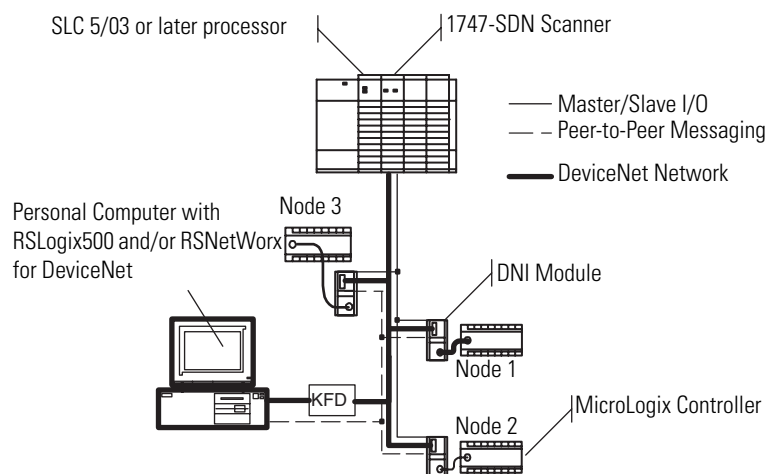 SLC 5/03 or later processor
1747-SDN Scanner
Master/Slave I/O
Peer-to-Peer Messaging
DeviceNet Network
Personal Computer with
RSLogix500 and/or RSNetWorx
for DeviceNet
Node 3
DNI Module
Node 1
KFD
Node 2
MicroLogix Controller